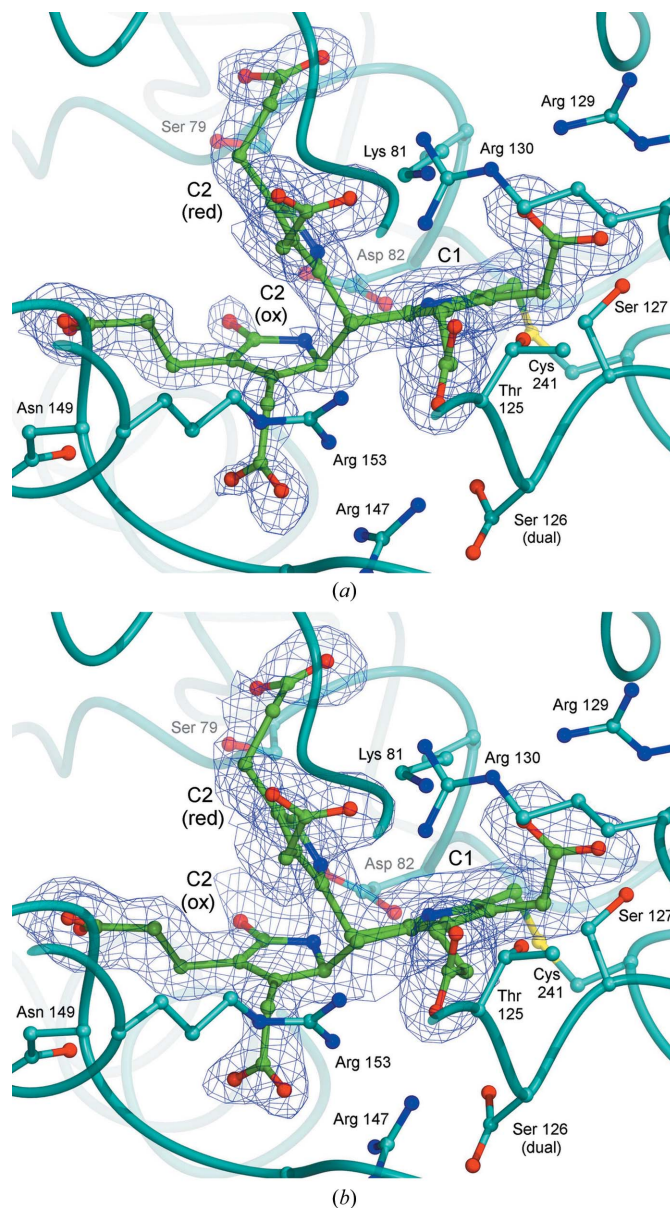 Arg 129
Ser 79
Lys 81
Arg 130
C2
(red)
Asp 82
C1
C2
(ox)
Ser 127
Cys
241
Thr
125
Asn 149
Arg 153
Arg 147
Ser 126
(dual)
(a)
Arg 129
Ser 79
Lys 81
Arg 130
C2
(red)
C1
Asp 82
C2
(ox)
Ser 127
Cys
241
Thr
125
Asn 149
Arg 153
Arg 147
Ser 126
(dual)
(b)